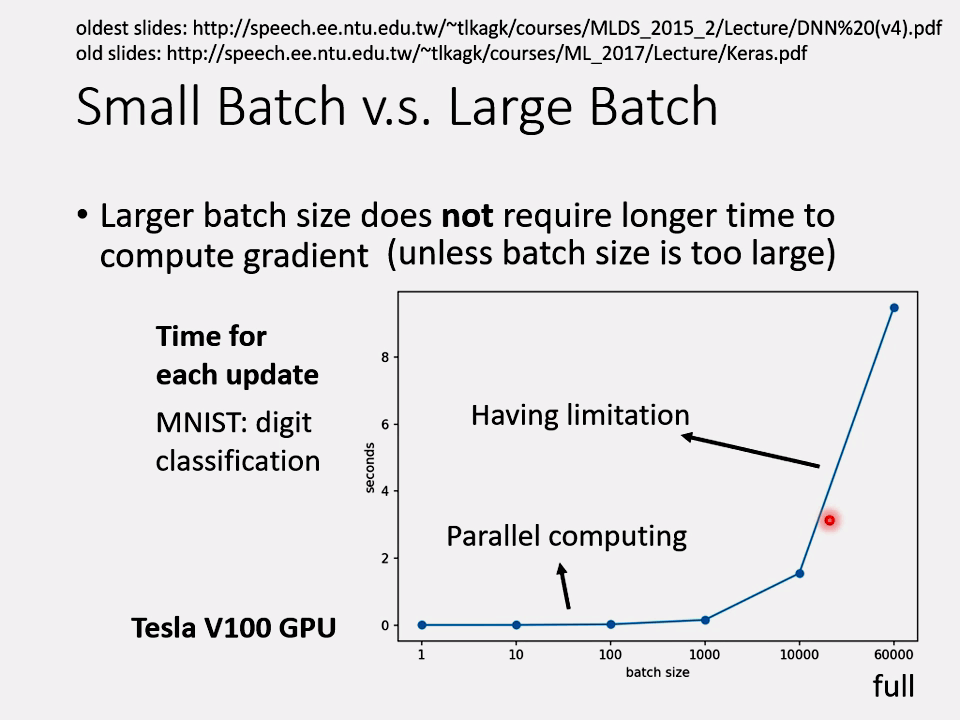 oldest slides: http://speech.ee.ntu.edu.tw/~tlkagk/courses/MLDS_2015_2/Lecture/DNN%20(v4).pdf
old slides: http://speech.ee.ntu.edu.tw/~tlkagk/courses/ML_2017/Lecture/Keras.pdf
Small Batch v.s. Large Batch
• Larger batch size does not require longer time to
compute gradient (unless batch size is too large)
Time for
each update
MNIST: digit
classification
Tesla V100 GPU
seconds
8
6
4
2
0
Having limitation
Parallel computing
1 10 100 1000 10000 60000
batch size
full